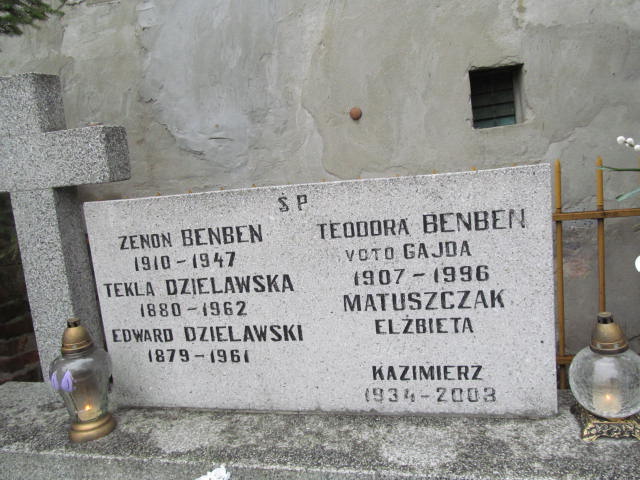 ŚP
ZENON BENBEN
1910-1947
TEKLA DZIELAWSKA
1880-1962
EDWARD DZIELAWSKI
1879-1961
TEODORA BENBEN
VOTO GAJDA
1907-1996
MATUSZCZAK
ELŻBIETA
KAZIMIERZ
1934-2003